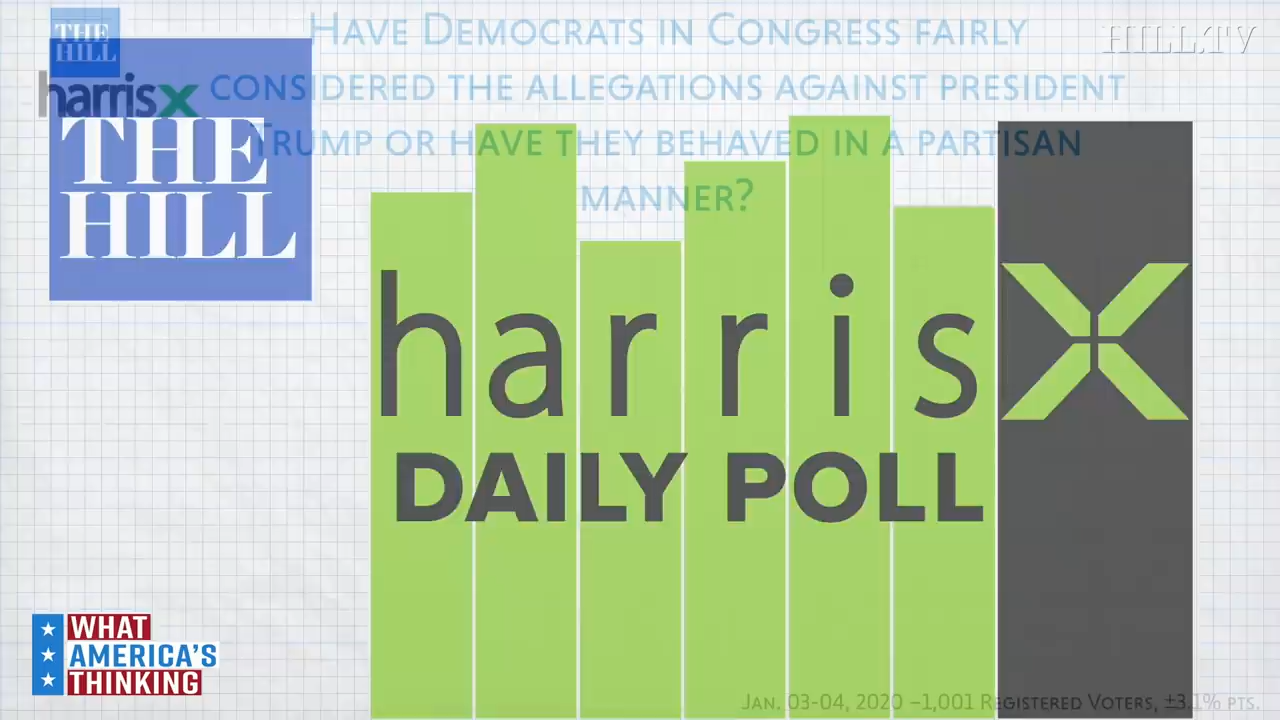 THE
HILL
harrisx
THE
HILL
HAVE DEMOCRATS IN CONGRESS FAIRLY
CONSIDERED THE ALLEGATIONS AGAINST PRESIDENT
TRUMP OR HAVE THEY BEHAVED IN A PARTISAN
MANNER?
HILL.TV
harrisX
DAILY POLL
WHAT
AMERICA'S
THINKING
JAN. 03-04, 2020 –1,001 REGISTERED VOTERS, ±3.1% PTS.